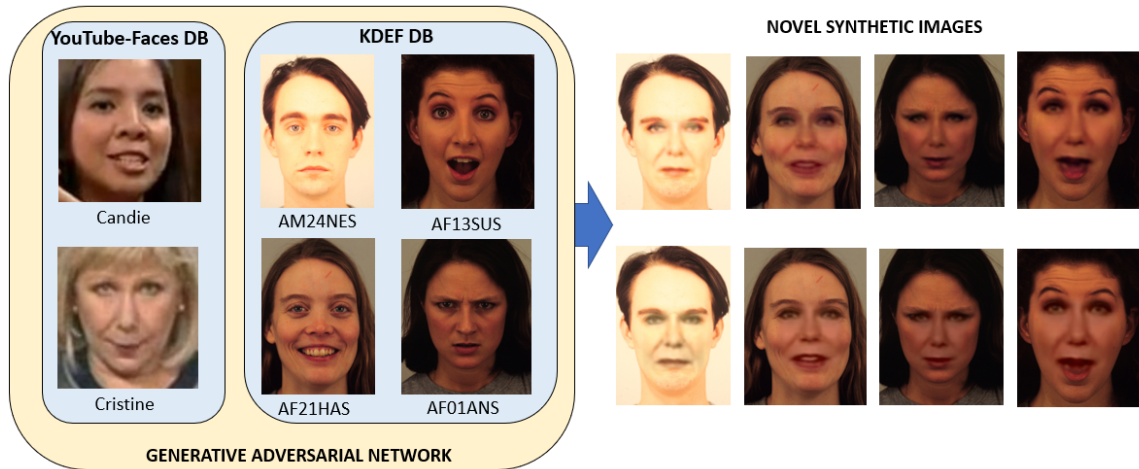 YouTube-Faces DB
KDEF DB
NOVEL SYNTHETIC IMAGES
Candie
AM24NES
AF13SUS
Cristine
AF21HAS
AF01ANS
GENERATIVE ADVERSARIAL NETWORK